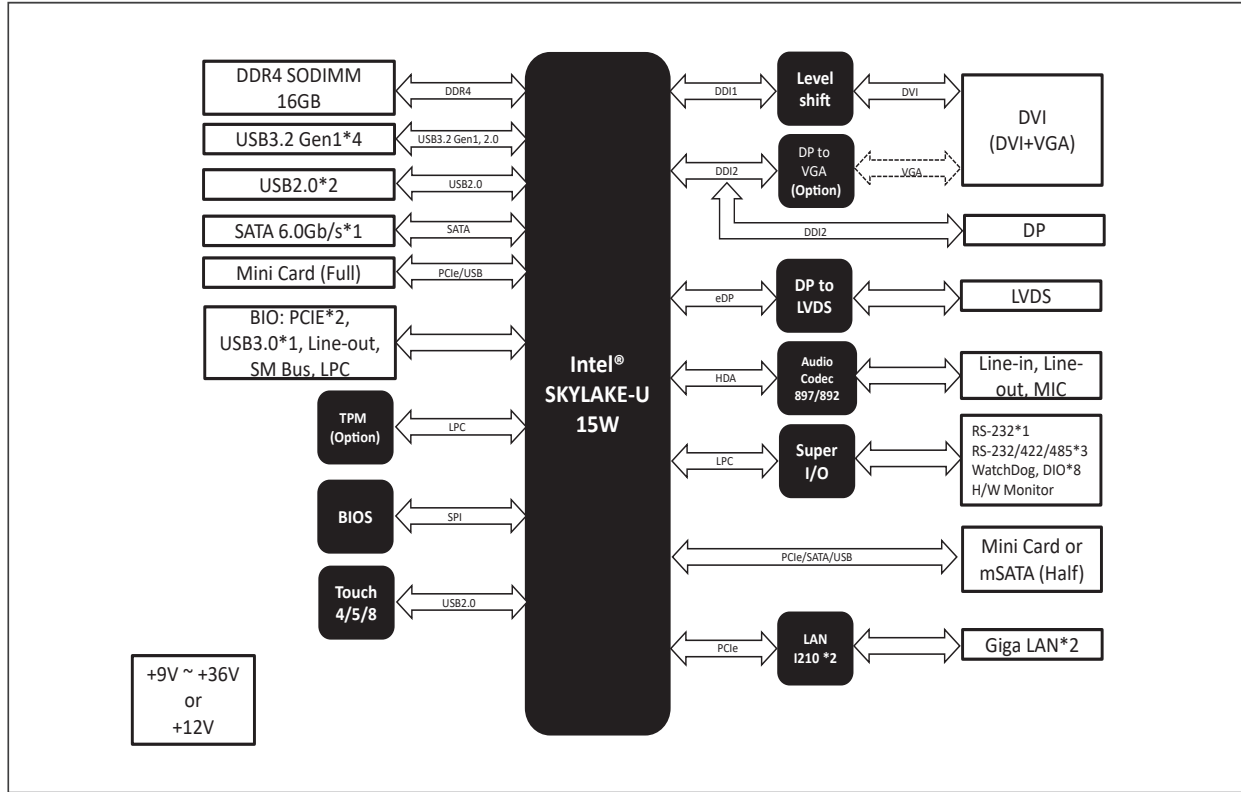 DDR4 SODIMM
16GB
DDR4
USB3.2 Gen1*4
USB3.2 Gen1, 2.0
USB2.0*2
USB2.0
SATA 6.0Gb/s*1
SATA
Mini Card (Full)
PCIe/USB
BIO: PCIE*2,
USB3.0*1, Line-out,
SM Bus, LPC
TPM
(Option)
LPC
BIOS
SPI
Touch
4/5/8
USB2.0
+9V ~ +36V
or
+12V
Intel®
SKYLAKE-U
15W
DDI1
Level
shift
DVI
DVI
(DVI+VGA)
DDI2
DP to
VGA
(Option)
VGA
DDI2
DP
eDP
DP to
LVDS
LVDS
HDA
Audio
Codec
897/892
Line-in, Line-
out, MIC
LPC
Super
I/O
RS-232*1
RS-232/422/485*3
WatchDog, DIO*8
H/W Monitor
PCIe/SATA/USB
Mini Card or
mSATA (Half)
PCIe
LAN
I210 *2
Giga LAN*2